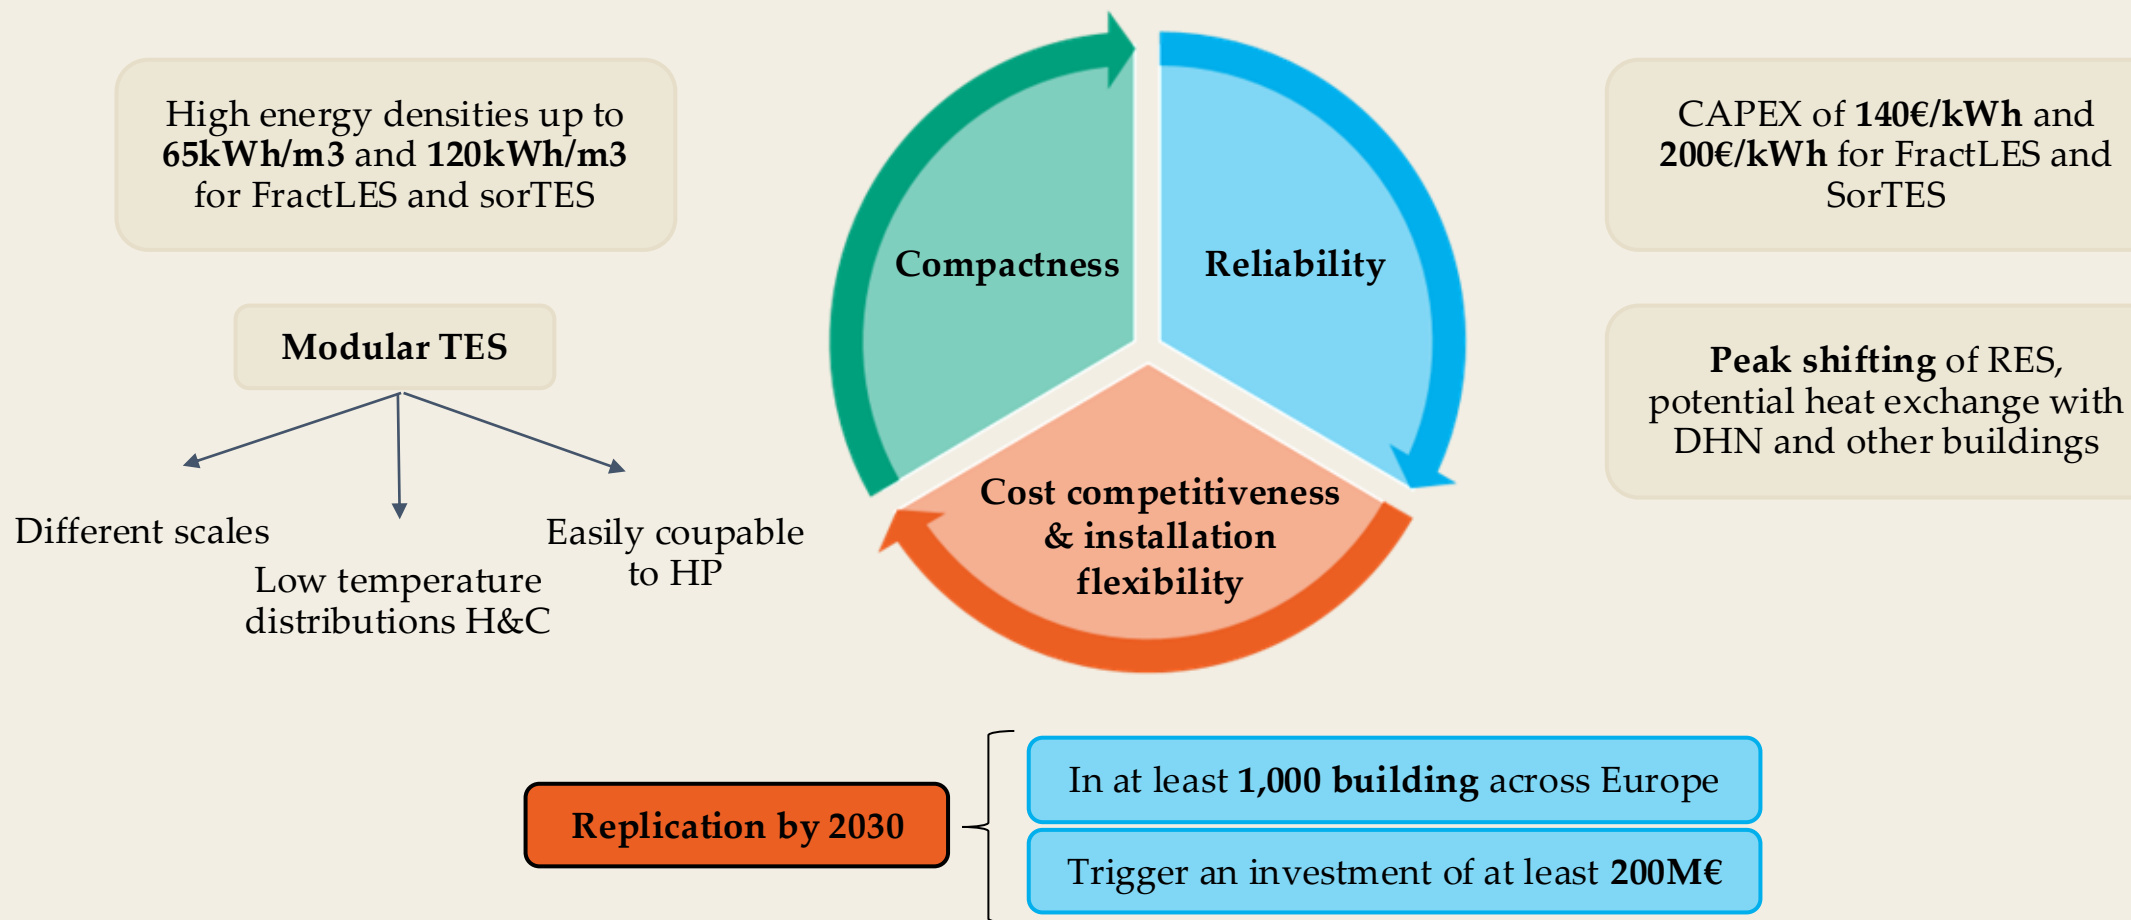 High energy densities up to
65kWh/m3 and 120kWh/m3
for FractLES and sorTES
Modular TES
Different scales
Low temperature
distributions H&C
Easily coupable
to HP
Compactness
Reliability
Cost competitiveness
& installation
flexibility
CAPEX of 140€/kWh and
200€/kWh for FractLES and
SorTES
Peak shifting of RES,
potential heat exchange with
DHN and other buildings
Replication by 2030
In at least 1,000 building across Europe
Trigger an investment of at least 200M€